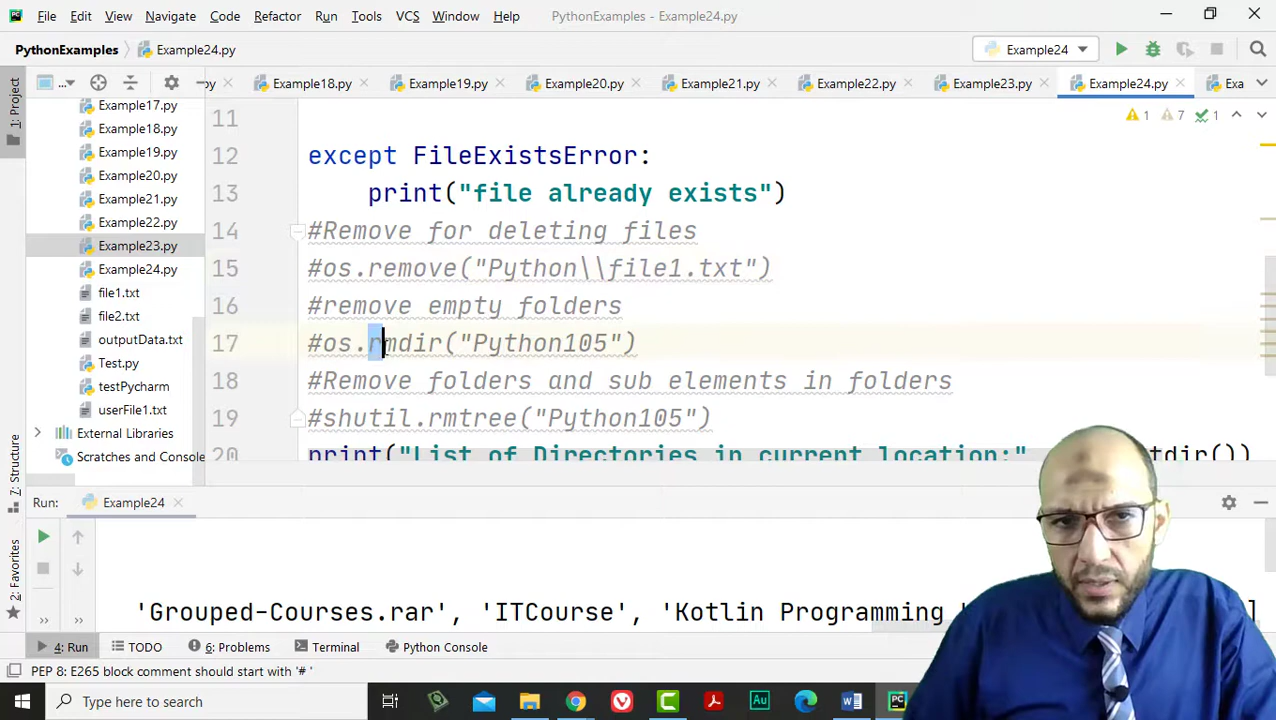 File Edit View Navigate Code Refactor Run Tools VCS Window Help PythonExamples - Example24.py
PythonExamples Example24.py Example24
... .py Example18.py Example19.py Example20.py Example21.py Example22.py Example23.py Example24.py Exa
1: Project
Example17.py
Example18.py
Example19.py
Example20.py
Example21.py
Example22.py
Example23.py
Example24.py
file1.txt
file2.txt
outputData.txt
Test.py
testPycharm
userFile1.txt
External Libraries
Scratches and Console
1 7 1
11
12 except FileExistsError:
13 print("file already exists")
14 #Remove for deleting files
15 #os.remove("Python\\file1.txt")
16 #remove empty folders
17 #os.rmdir("Python105")
18 #Remove folders and sub elements in folders
19 #shutil.rmtree("Python105")
20 print("List of Directories in current location:" tdir())
Z: Structure
2: Favorites
Run: Example24
'Grouped-Courses.rar', 'ITCourse', 'Kotlin Programming ]
4: Run TODO 6: Problems Terminal Python Console
PEP 8: E265 block comment should start with '# '
Type here to search